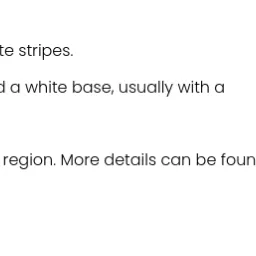 te stripes.
d a white base, usually with a
region. More details can be foun